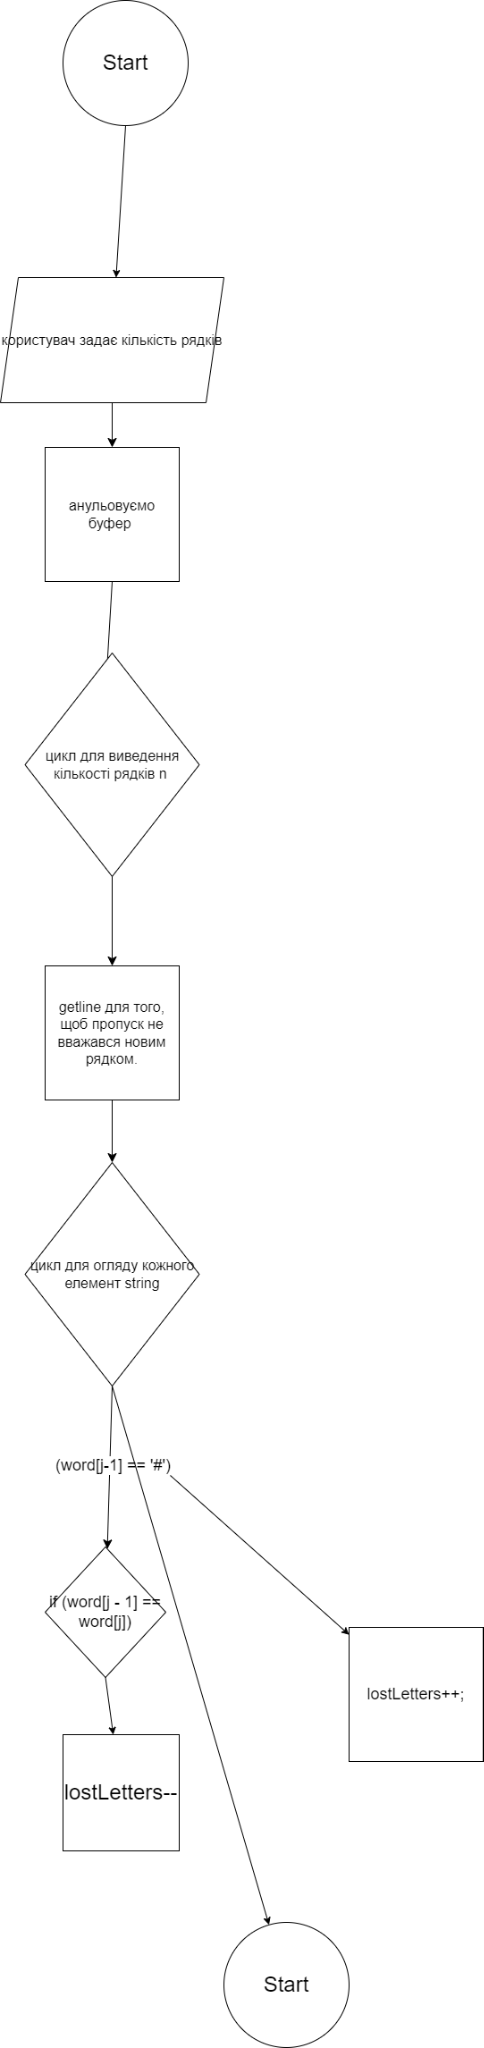 Start
користувач задає кількість рядків
анульовуємо
буфер
цикл для виведення
кількості рядків n
getline для того,
щоб пропуск не
вважався новим
рядком.
цикл для огляду кожного
елемент string
(word[j-1] == '#')
if (word[j - 1] ==
word[j])
lostLetters++;
lostLetters--
Start